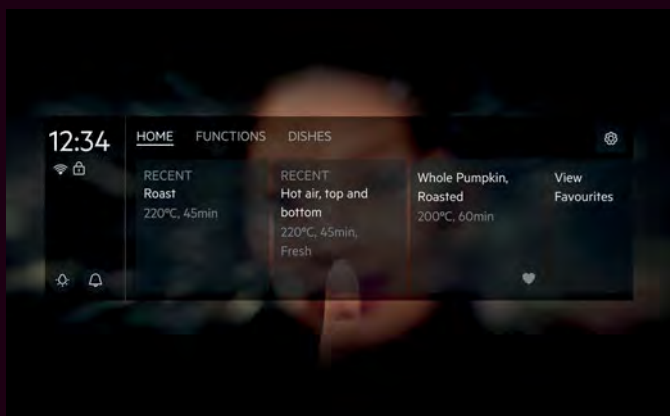 12:34
HOME FUNCTIONS DISHES
RECENT
Roast
220°C, 45min
RECENT
Hot air, top and
bottom
220°C, 45min,
Fresh
Whole Pumpkin,
Roasted
200°C, 60min
View
Favourites